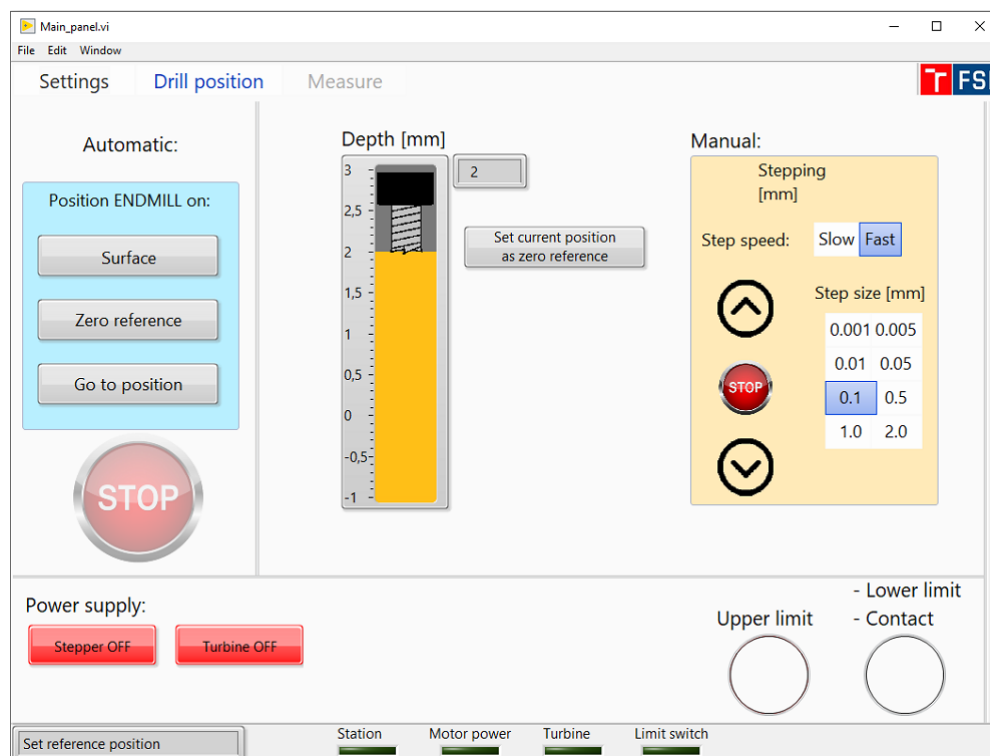 Main_panel.vi
File Edit Window
Settings Drill position Measure
Automatic:
Position ENDMILL on:
Surface
Zero reference
Go to position
STOP
Depth [mm]
2
3
2,5
2
1,5
1
0,5
0
-0,5
-1
Set current position
as zero reference
Manual:
Stepping
[mm]
Step speed: Slow Fast
Step size [mm]
0.001 0.005
0.01 0.05
0.1 0.5
1.0 2.0
STOP
Power supply:
Stepper OFF Turbine OFF
Upper limit
- Lower limit
- Contact
Set reference position
Station Motor power Turbine Limit switch